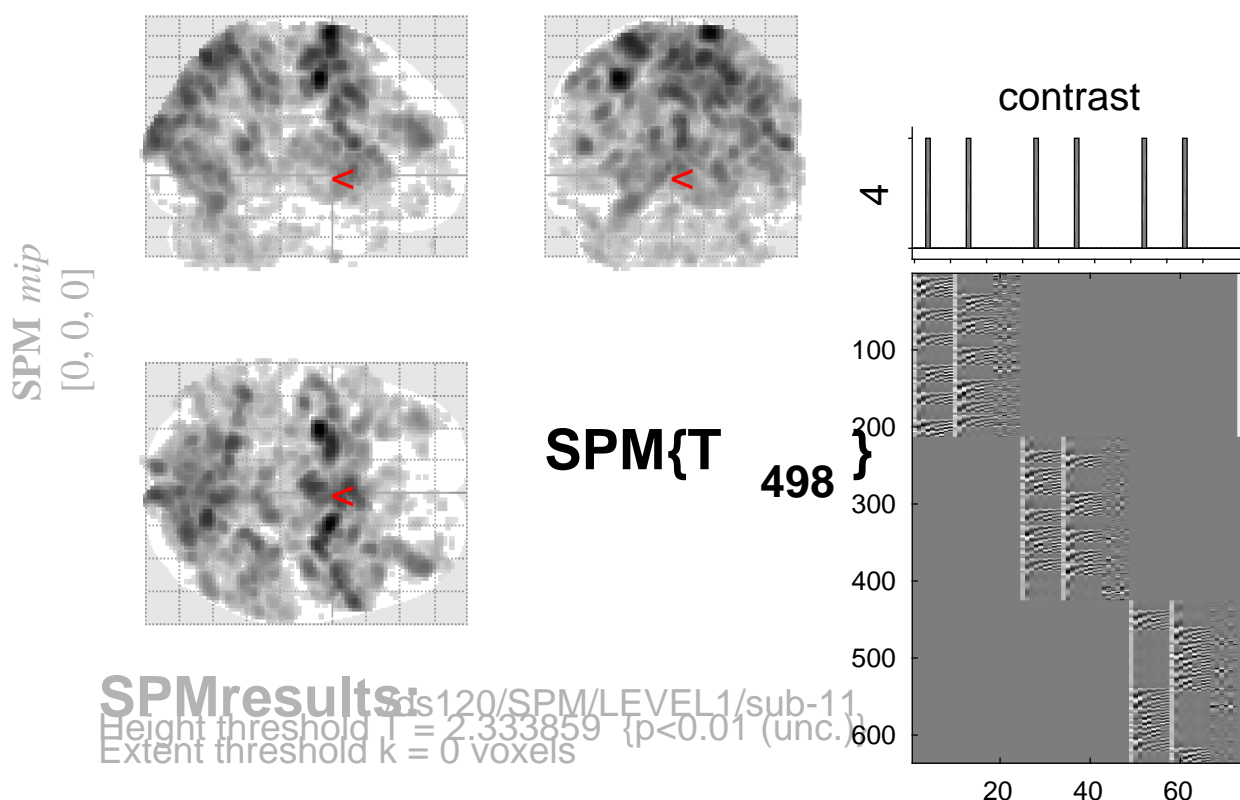 SPM mip
[0, 0, 0]
<
<
<
SPM{T498}
contrast
4
100
200
300
400
500
600
20
40
60
SPMresults:
/ds120/SPM/LEVEL1/sub-11
Height threshold T = 2.333859 {p<0.01 (unc.)}
Extent threshold k = 0 voxels